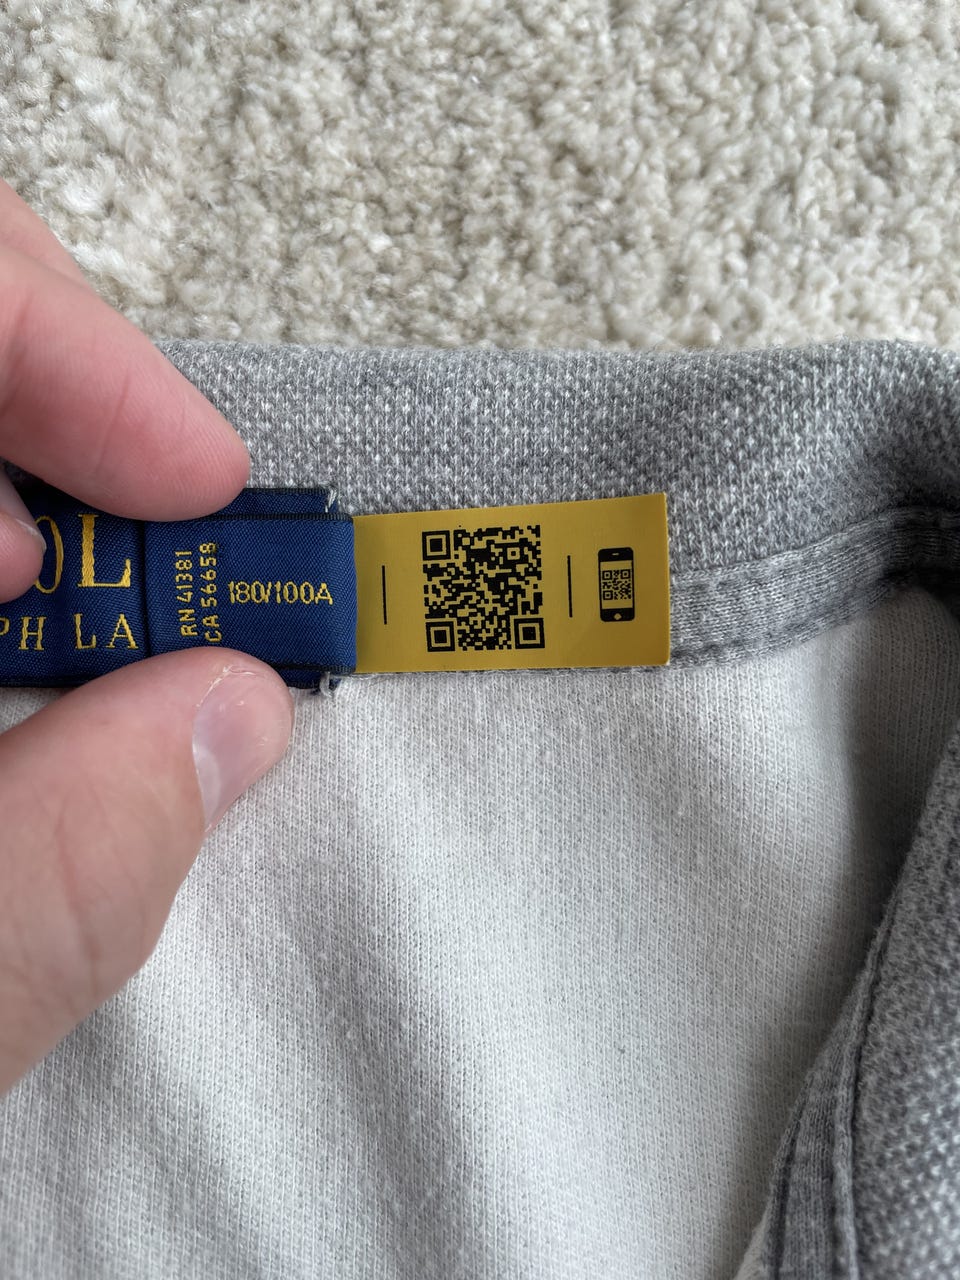 OL
PH LA
RN 41381
CA 56658
180/100A